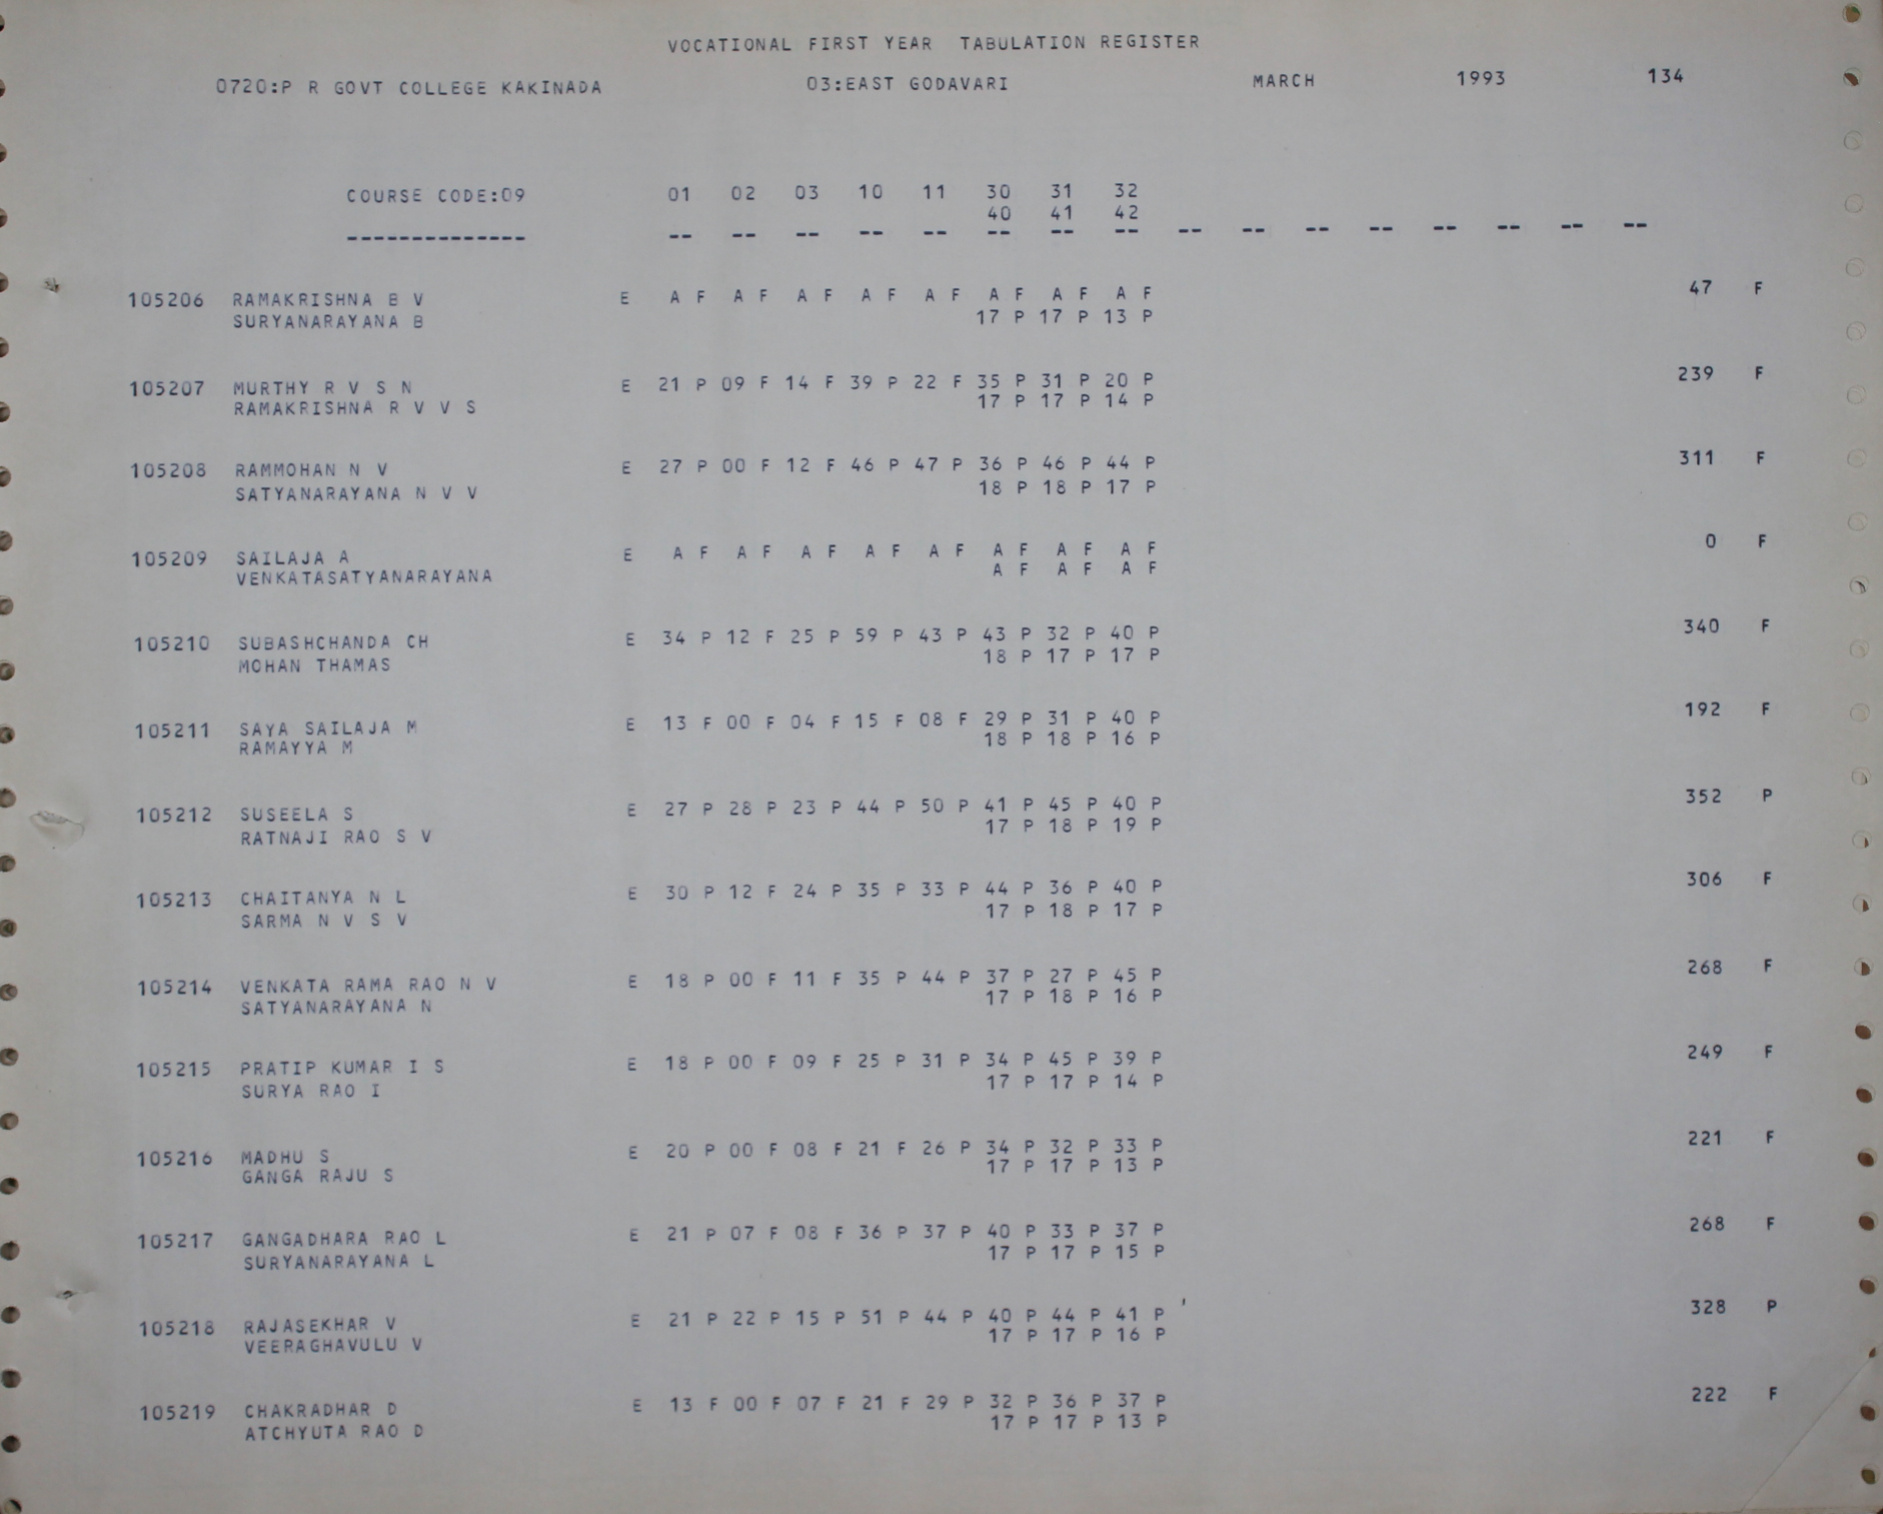 VOCATIONAL FIRST YEAR TABULATION REGISTER
0720:P R GOVT COLLEGE KAKINADA 03:EAST GODAVARI MARCH 1993 134
COURSE CODE:09 01 02 03 10 11 30 31 32
40 41 42
-------------- -- -- -- -- -- -- -- -- -- -- -- -- -- -- -- --
105206 RAMAKRISHNA B V E A F A F A F A F A F A F A F A F 47 F
SURYANARAYANA B 17 P 17 P 13 P
105207 MURTHY R V S N E 21 P 09 F 14 F 39 P 22 F 35 P 31 P 20 P 239 F
RAMAKRISHNA R V V S 17 P 17 P 14 P
105208 RAMMOHAN N V E 27 P 00 F 12 F 46 P 47 P 36 P 46 P 44 P 311 F
SATYANARAYANA N V V 18 P 18 P 17 P
105209 SAILAJA A E A F A F A F A F A F A F A F A F 0 F
VENKATASATYANARAYANA A F A F A F
105210 SUBASHCHANDA CH E 34 P 12 F 25 P 59 P 43 P 43 P 32 P 40 P 340 F
MOHAN THAMAS 18 P 17 P 17 P
105211 SAYA SAILAJA M E 13 F 00 F 04 F 15 F 08 F 29 P 31 P 40 P 192 F
RAMAYYA M 18 P 18 P 16 P
105212 SUSEELA S E 27 P 28 P 23 P 44 P 50 P 41 P 45 P 40 P 352 P
RATNAJI RAO S V 17 P 18 P 19 P
105213 CHAITANYA N L E 30 P 12 F 24 P 35 P 33 P 44 P 36 P 40 P 306 F
SARMA N V S V 17 P 18 P 17 P
105214 VENKATA RAMA RAO N V E 18 P 00 F 11 F 35 P 44 P 37 P 27 P 45 P 268 F
SATYANARAYANA N 17 P 18 P 16 P
105215 PRATIP KUMAR I S E 18 P 00 F 09 F 25 P 31 P 34 P 45 P 39 P 249 F
SURYA RAO I 17 P 17 P 14 P
105216 MADHU S E 20 P 00 F 08 F 21 F 26 P 34 P 32 P 33 P 221 F
GANGA RAJU S 17 P 17 P 13 P
105217 GANGADHARA RAO L E 21 P 07 F 08 F 36 P 37 P 40 P 33 P 37 P 268 F
SURYANARAYANA L 17 P 17 P 15 P
105218 RAJASEKHAR V E 21 P 22 P 15 P 51 P 44 P 40 P 44 P 41 P 328 P
VEERAGHAVULU V 17 P 17 P 16 P
105219 CHAKRADHAR D E 13 F 00 F 07 F 21 F 29 P 32 P 36 P 37 P 222 F
ATCHYUTA RAO D 17 P 17 P 13 P